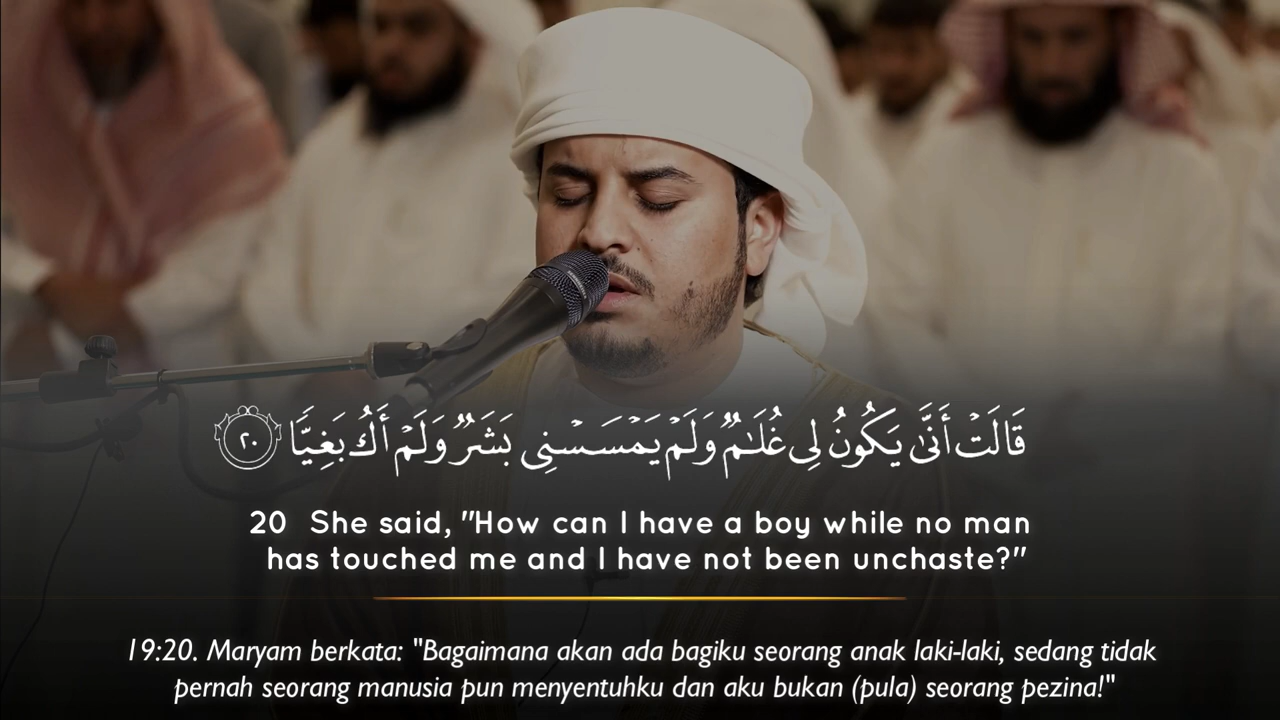 قَالَتْ أَنَّىٰ يَكُونُ لِى غُلَـٰمٌ وَلَمْ يَمْسَسْنِى بَشَرٌ وَلَمْ أَكُ بَغِيًّا ٢٠
20 She said, "How can I have a boy while no man
has touched me and I have not been unchaste?"
19:20. Maryam berkata: "Bagaimana akan ada bagiku seorang anak laki-laki, sedang tidak
pernah seorang manusia pun menyentuhku dan aku bukan (pula) seorang pezina!"